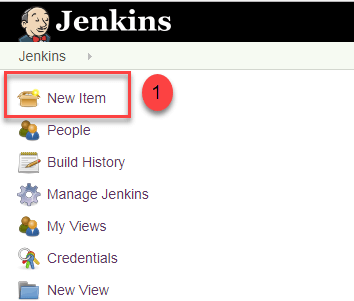 Jenkins
Jenkins
New Item
1
People
Build History
Manage Jenkins
My Views
Credentials
New View